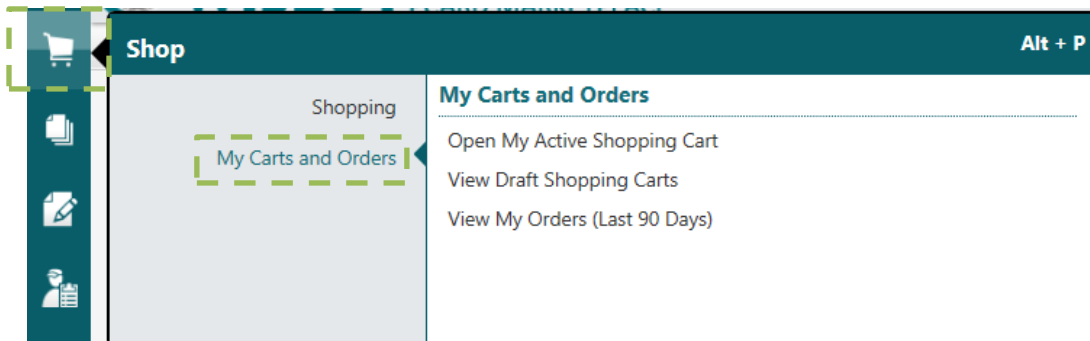 Shop
Alt + P
Shopping
My Carts and Orders
My Carts and Orders
Open My Active Shopping Cart
View Draft Shopping Carts
View My Orders (Last 90 Days)